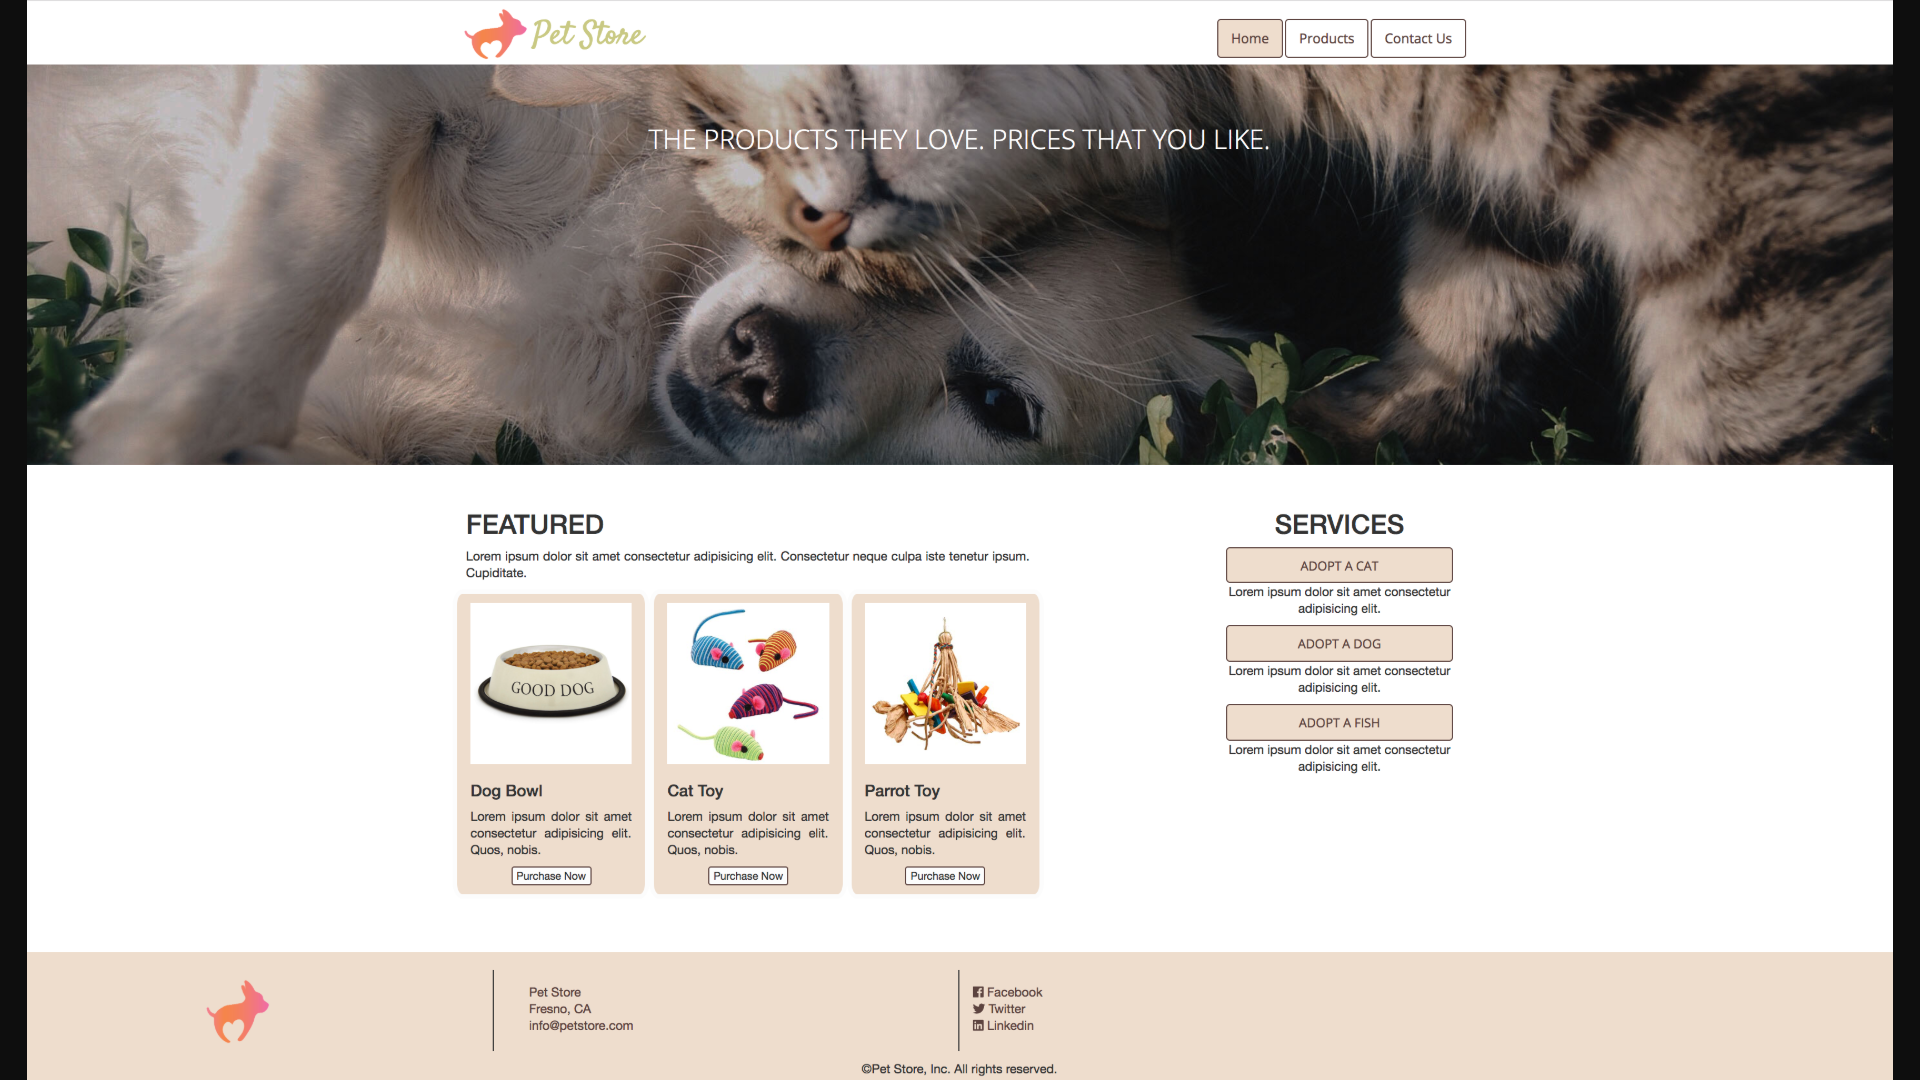 Pet Store
Home
Products
Contact Us
THE PRODUCTS THEY LOVE. PRICES THAT YOU LIKE.
FEATURED
Lorem ipsum dolor sit amet consectetur adipisicing elit. Consectetur neque culpa iste tenetur ipsum.
Cupiditate.
GOOD DOG
Dog Bowl
Lorem ipsum dolor sit amet
consectetur adipisicing elit.
Quos, nobis.
Purchase Now
Cat Toy
Lorem ipsum dolor sit amet
consectetur adipisicing elit.
Quos, nobis.
Purchase Now
Parrot Toy
Lorem ipsum dolor sit amet
consectetur adipisicing elit.
Quos, nobis.
Purchase Now
SERVICES
ADOPT A CAT
Lorem ipsum dolor sit amet consectetur
adipisicing elit.
ADOPT A DOG
Lorem ipsum dolor sit amet consectetur
adipisicing elit.
ADOPT A FISH
Lorem ipsum dolor sit amet consectetur
adipisicing elit.
Pet Store
Fresno, CA
info@petstore.com
Facebook
Twitter
Linkedin
©Pet Store, Inc. All rights reserved.